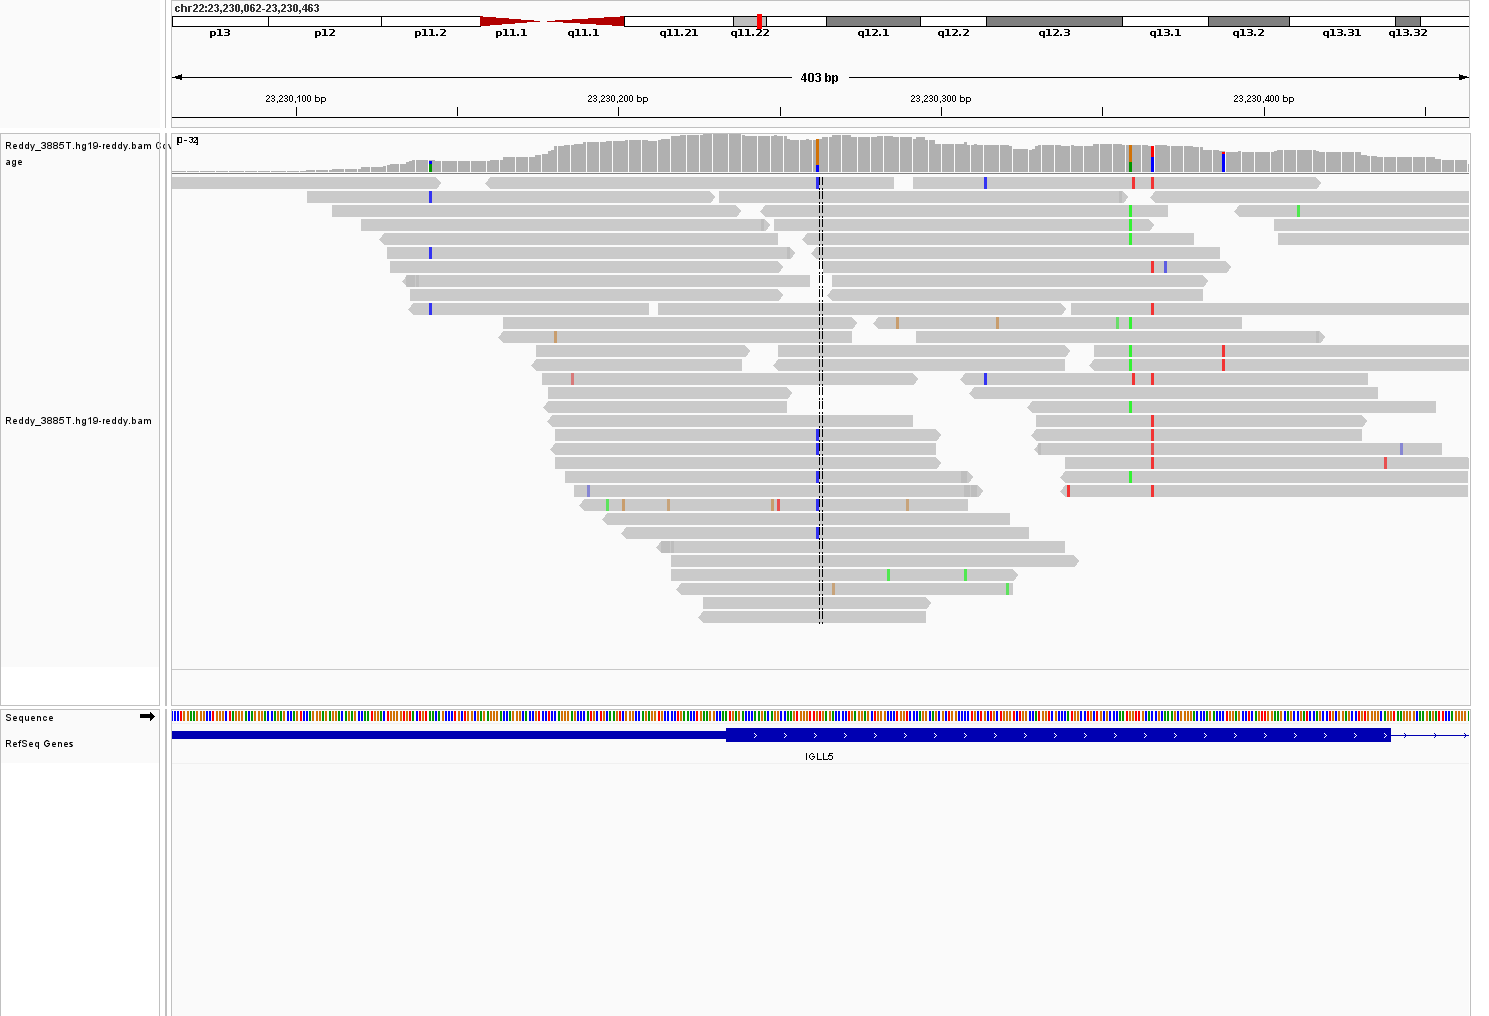 chr22:23,230,062-23,230,463
p13 p12 p11.2 p11.1 q11.1 q11.21 q11.22 q12.1 q12.2 q12.3 q13.1 q13.2 q13.31 q13.32
403 bp
23,230,100 bp 23,230,200 bp 23,230,300 bp 23,230,400 bp
[0-32]
Reddy_3885T.hg19-reddy.bam Cov
age
Reddy_3885T.hg19-reddy.bam
Sequence
RefSeq Genes
IGLL5